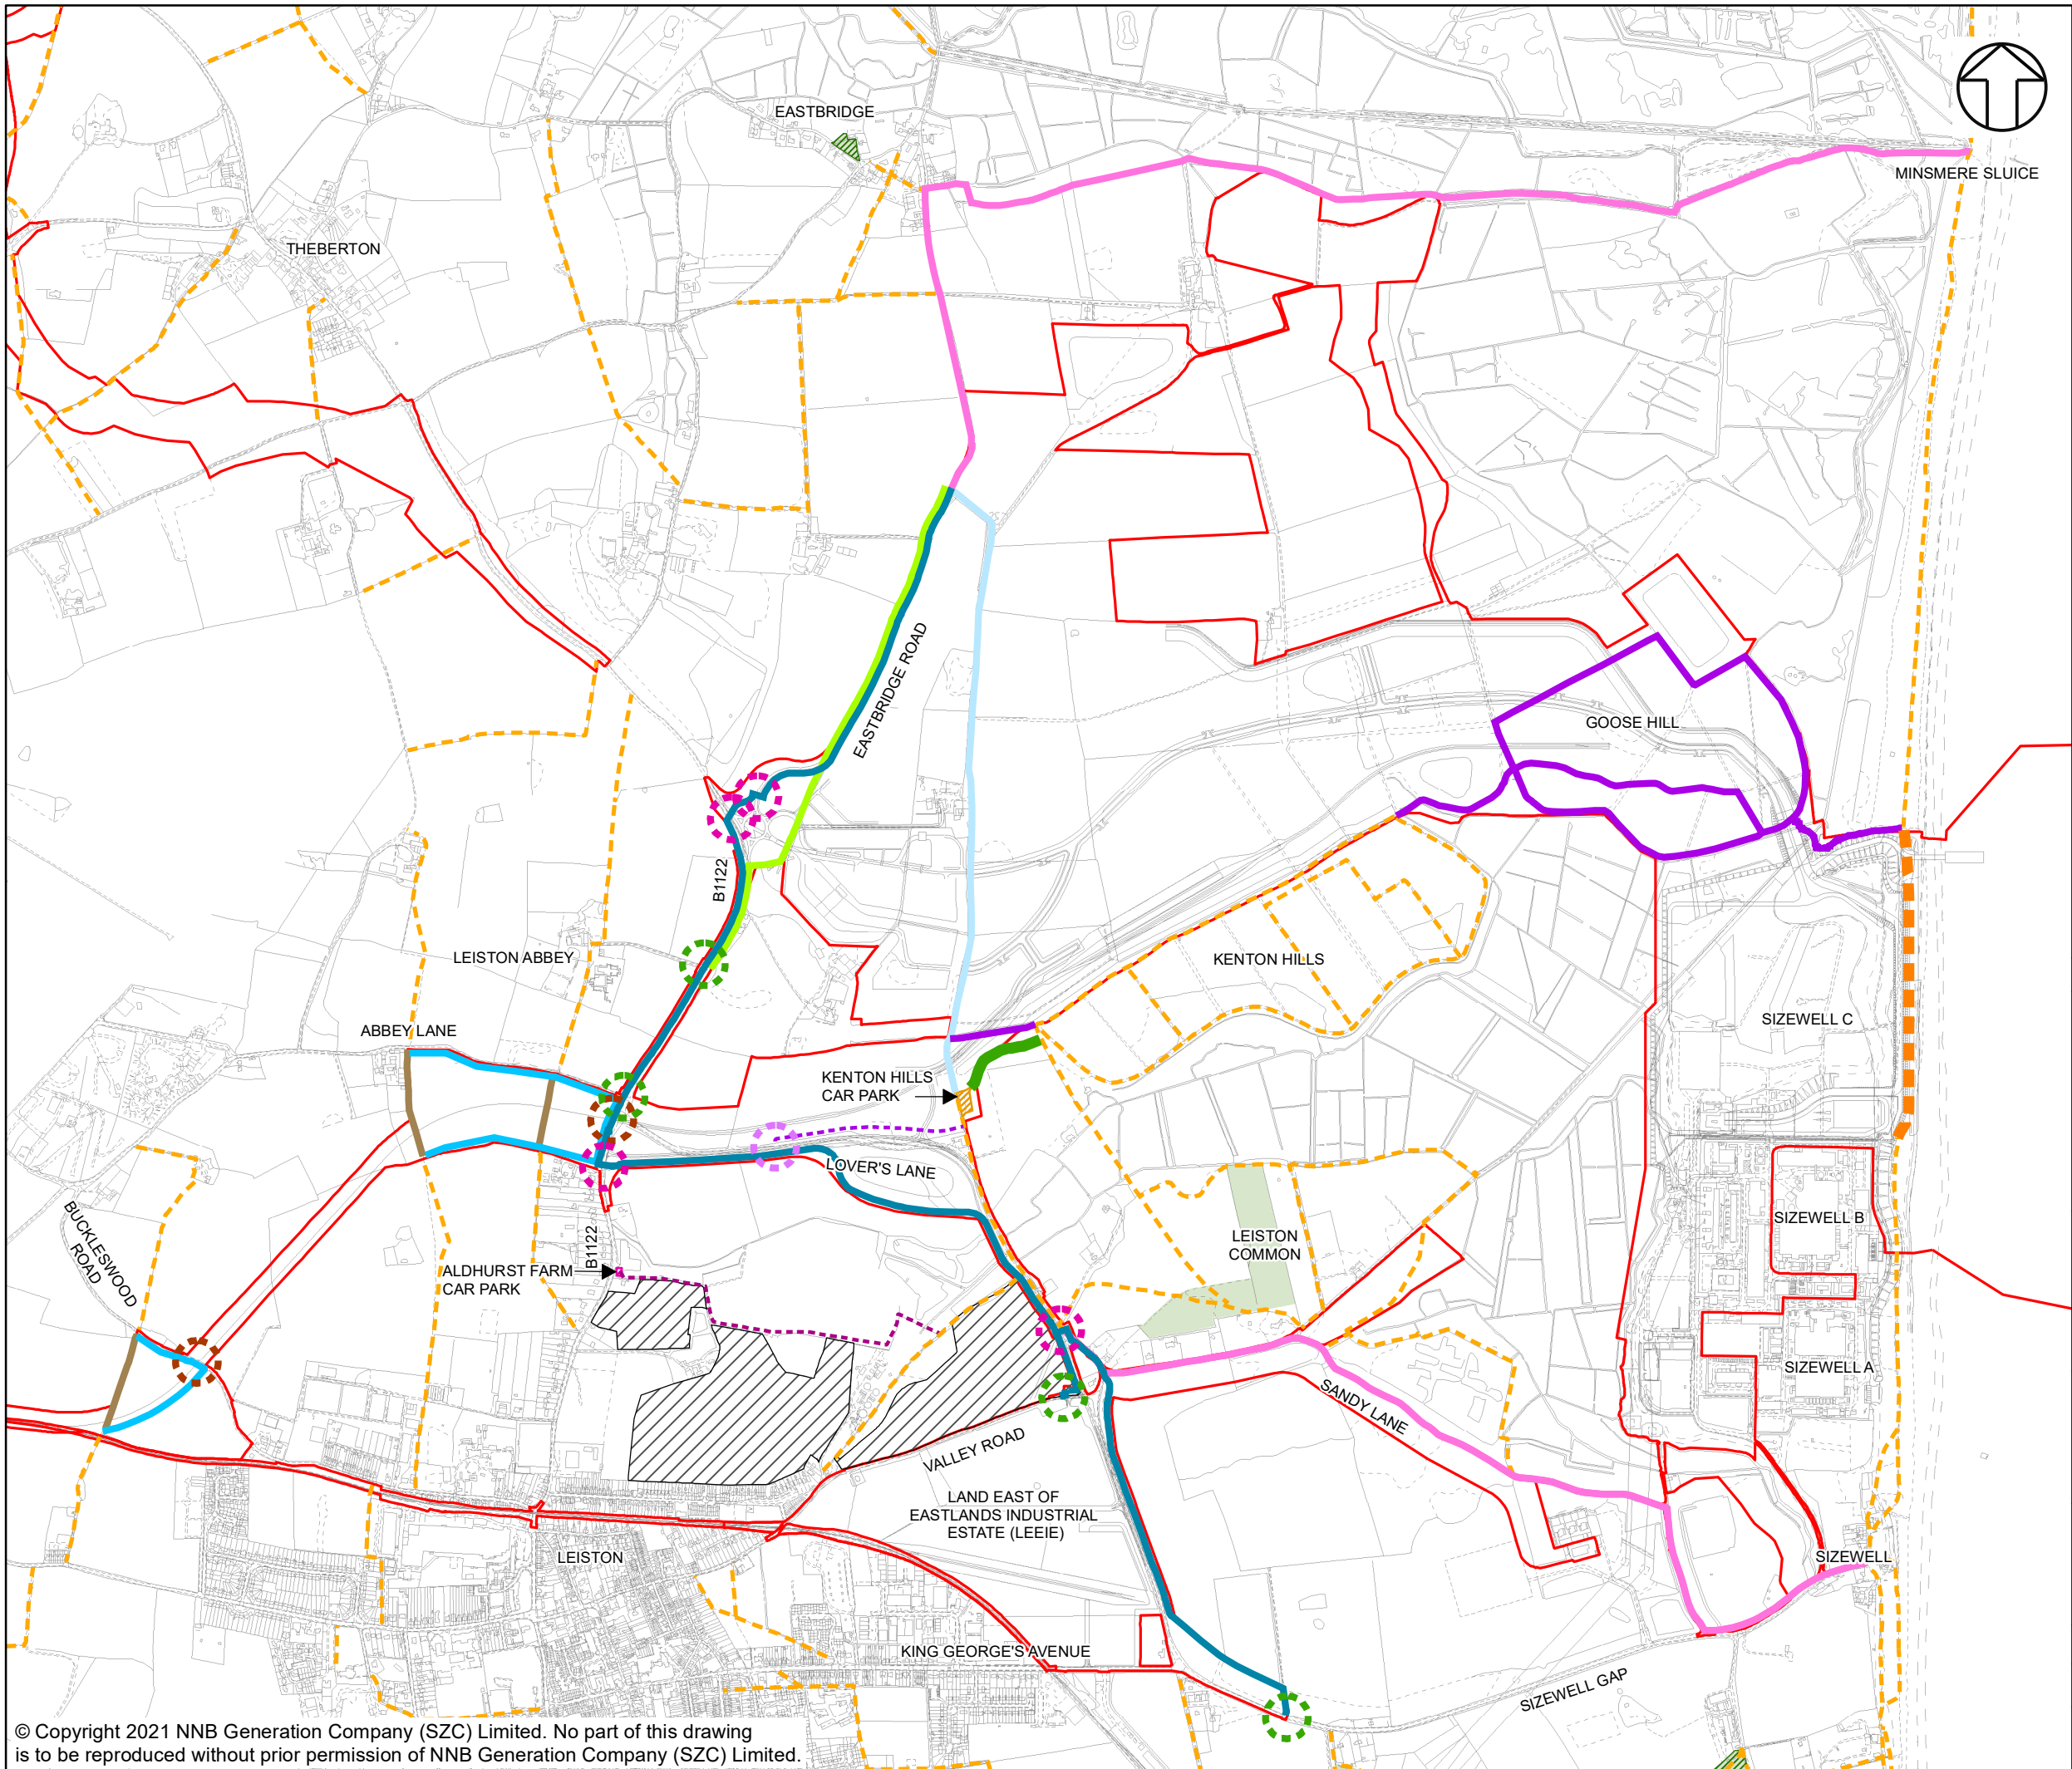 EASTBRIDGE
MINSMERE SLUICE
THEBERTON
EASTBRIDGE ROAD
GOOSE HILL
B1122
LEISTON ABBEY
KENTON HILLS
ABBEY LANE
SIZEWELL C
KENTON HILLS
CAR PARK
LOVER'S LANE
BUCKLESWOOD
ROAD
B1122
SIZEWELL B
LEISTON
COMMON
ALDHURST FARM
CAR PARK
SIZEWELL A
SANDY LANE
VALLEY ROAD
LAND EAST OF
EASTLANDS INDUSTRIAL
ESTATE (LEEIE)
LEISTON
SIZEWELL
KING GEORGE'S AVENUE
SIZEWELL GAP
© Copyright 2021 NNB Generation Company (SZC) Limited. No part of this drawing
is to be reproduced without prior permission of NNB Generation Company (SZC) Limited.